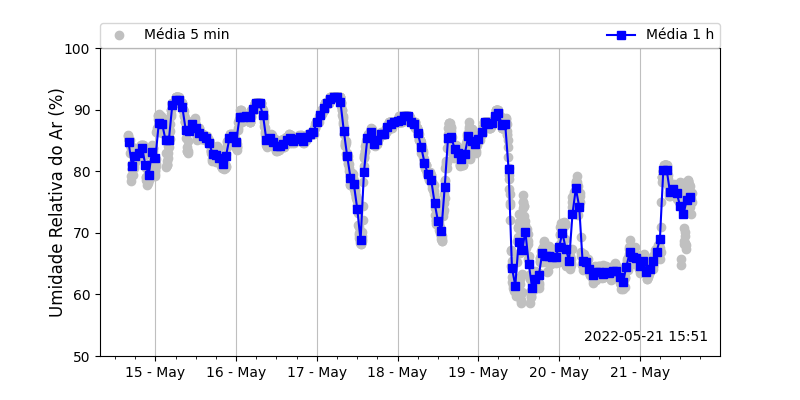 Média 5 min
Média 1 h
Umidade Relativa do Ar (%)
100
90
80
70
60
50
2022-05-21 15:51
15 - May
16 - May
17 - May
18 - May
19 - May
20 - May
21 - May